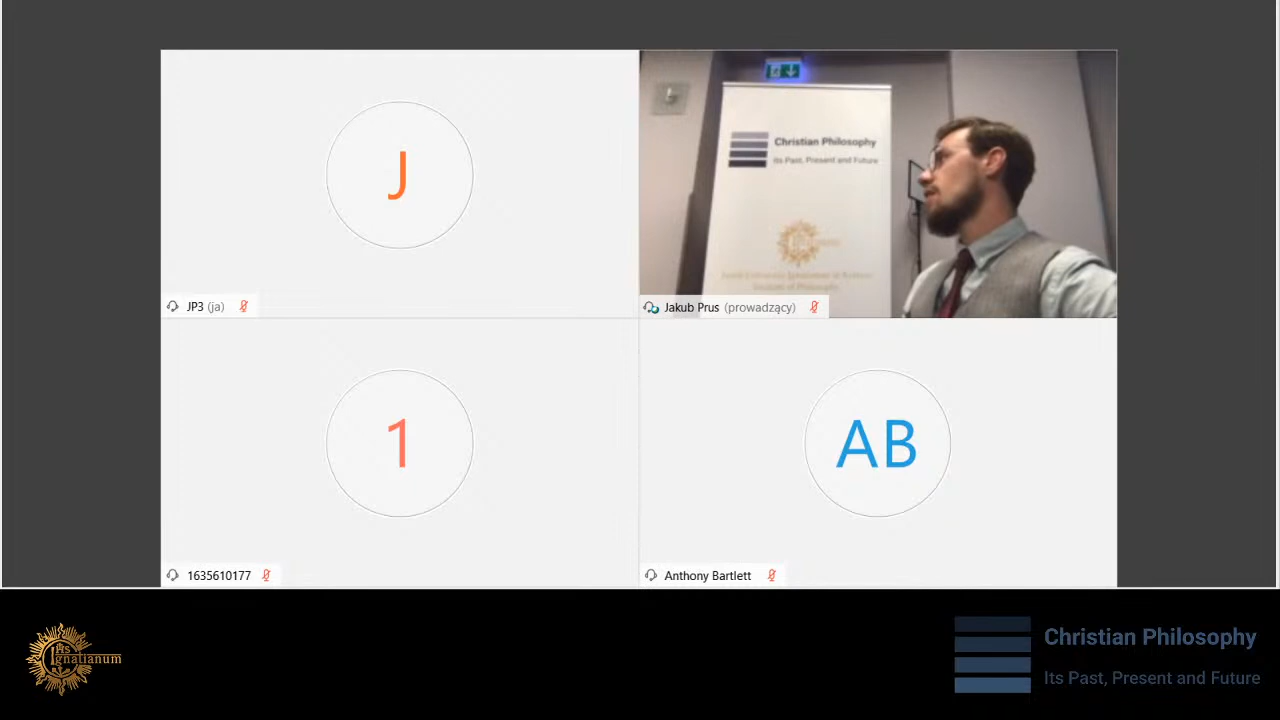 J
JP3 (ja)
Christian Philosophy
Its Past, Present and Future
Jakub Prus (prowadzący)
1
1635610177
AB
Anthony Bartlett
Ignatianum
Christian Philosophy
Its Past, Present and Future